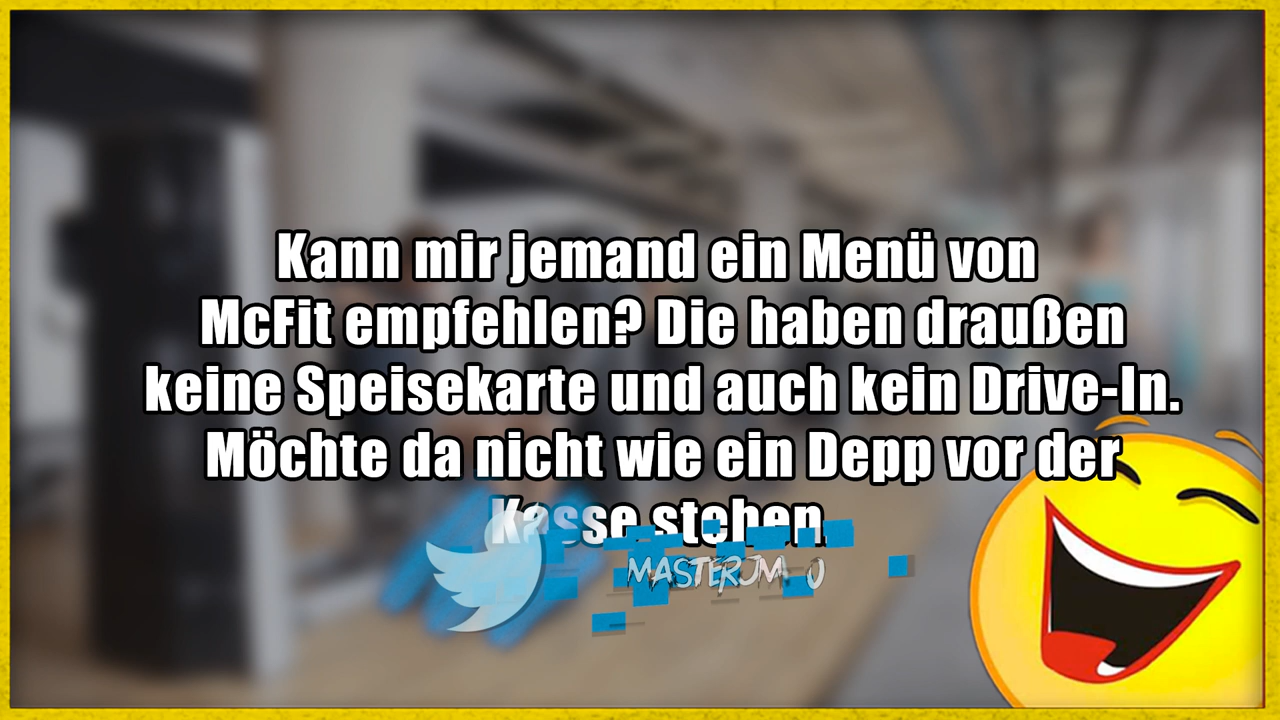 Kann mir jemand ein Menü von
McFit empfehlen? Die haben draußen
keine Speisekarte und auch kein Drive-In.
Möchte da nicht wie ein Depp vor der
Kasse stehen.